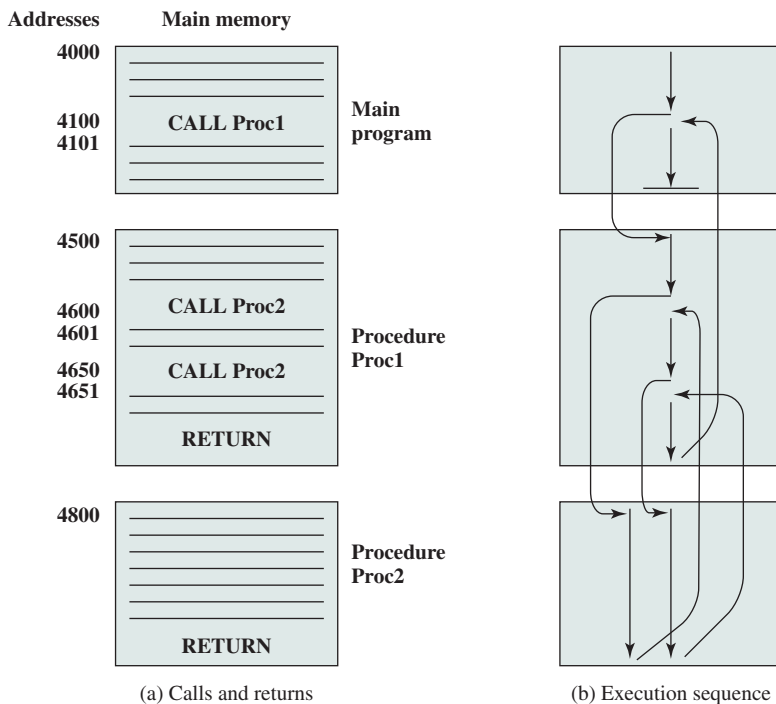 Addresses
Main memory
4000
4100
4101
CALL Proc1
Main
program
4500
4600
4601
4650
4651
CALL Proc2
CALL Proc2
RETURN
Procedure
Proc1
4800
RETURN
Procedure
Proc2
(a) Calls and returns
(b) Execution sequence